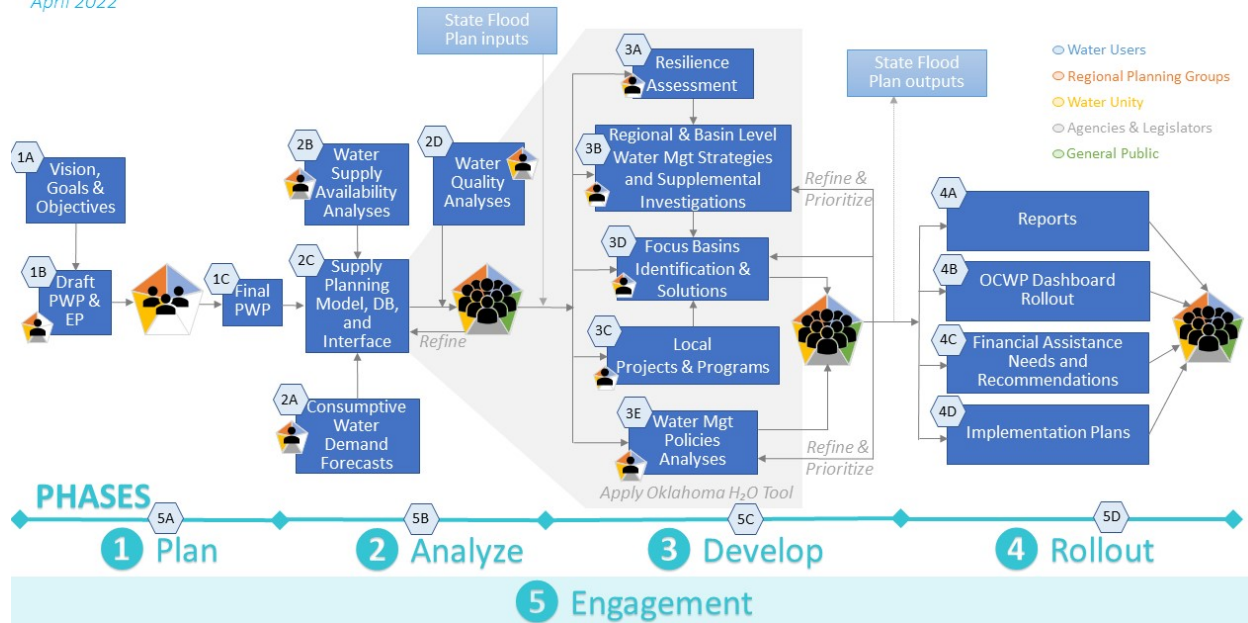 April 2022
State Flood
Plan inputs
3A
Resilience
Assessment
State Flood
Plan outputs
Water Users
Regional Planning Groups
Water Unity
Agencies & Legislators
General Public
1A
Vision,
Goals &
Objectives
2B
Water
Supply
Availability
Analyses
2D
Water
Quality
Analyses
3B
Regional & Basin Level
Water Mgt Strategies
and Supplemental
Investigations
Refine &
Prioritize
4A
Reports
1B
Draft
PWP &
EP
1C
Final
PWP
2C
Supply
Planning
Model, DB,
and
Interface
Refine
3D
Focus Basins
Identification &
Solutions
4B
OCWP Dashboard
Rollout
3C
Local
Projects & Programs
4C
Financial Assistance
Needs and
Recommendations
2A
Consumptive
Water
Demand
Forecasts
3E
Water Mgt
Policies
Analyses
Refine &
Prioritize
4D
Implementation Plans
Apply Oklahoma H₂O Tool
PHASES
5A
5B
5C
5D
1 Plan
2 Analyze
3 Develop
4 Rollout
5 Engagement